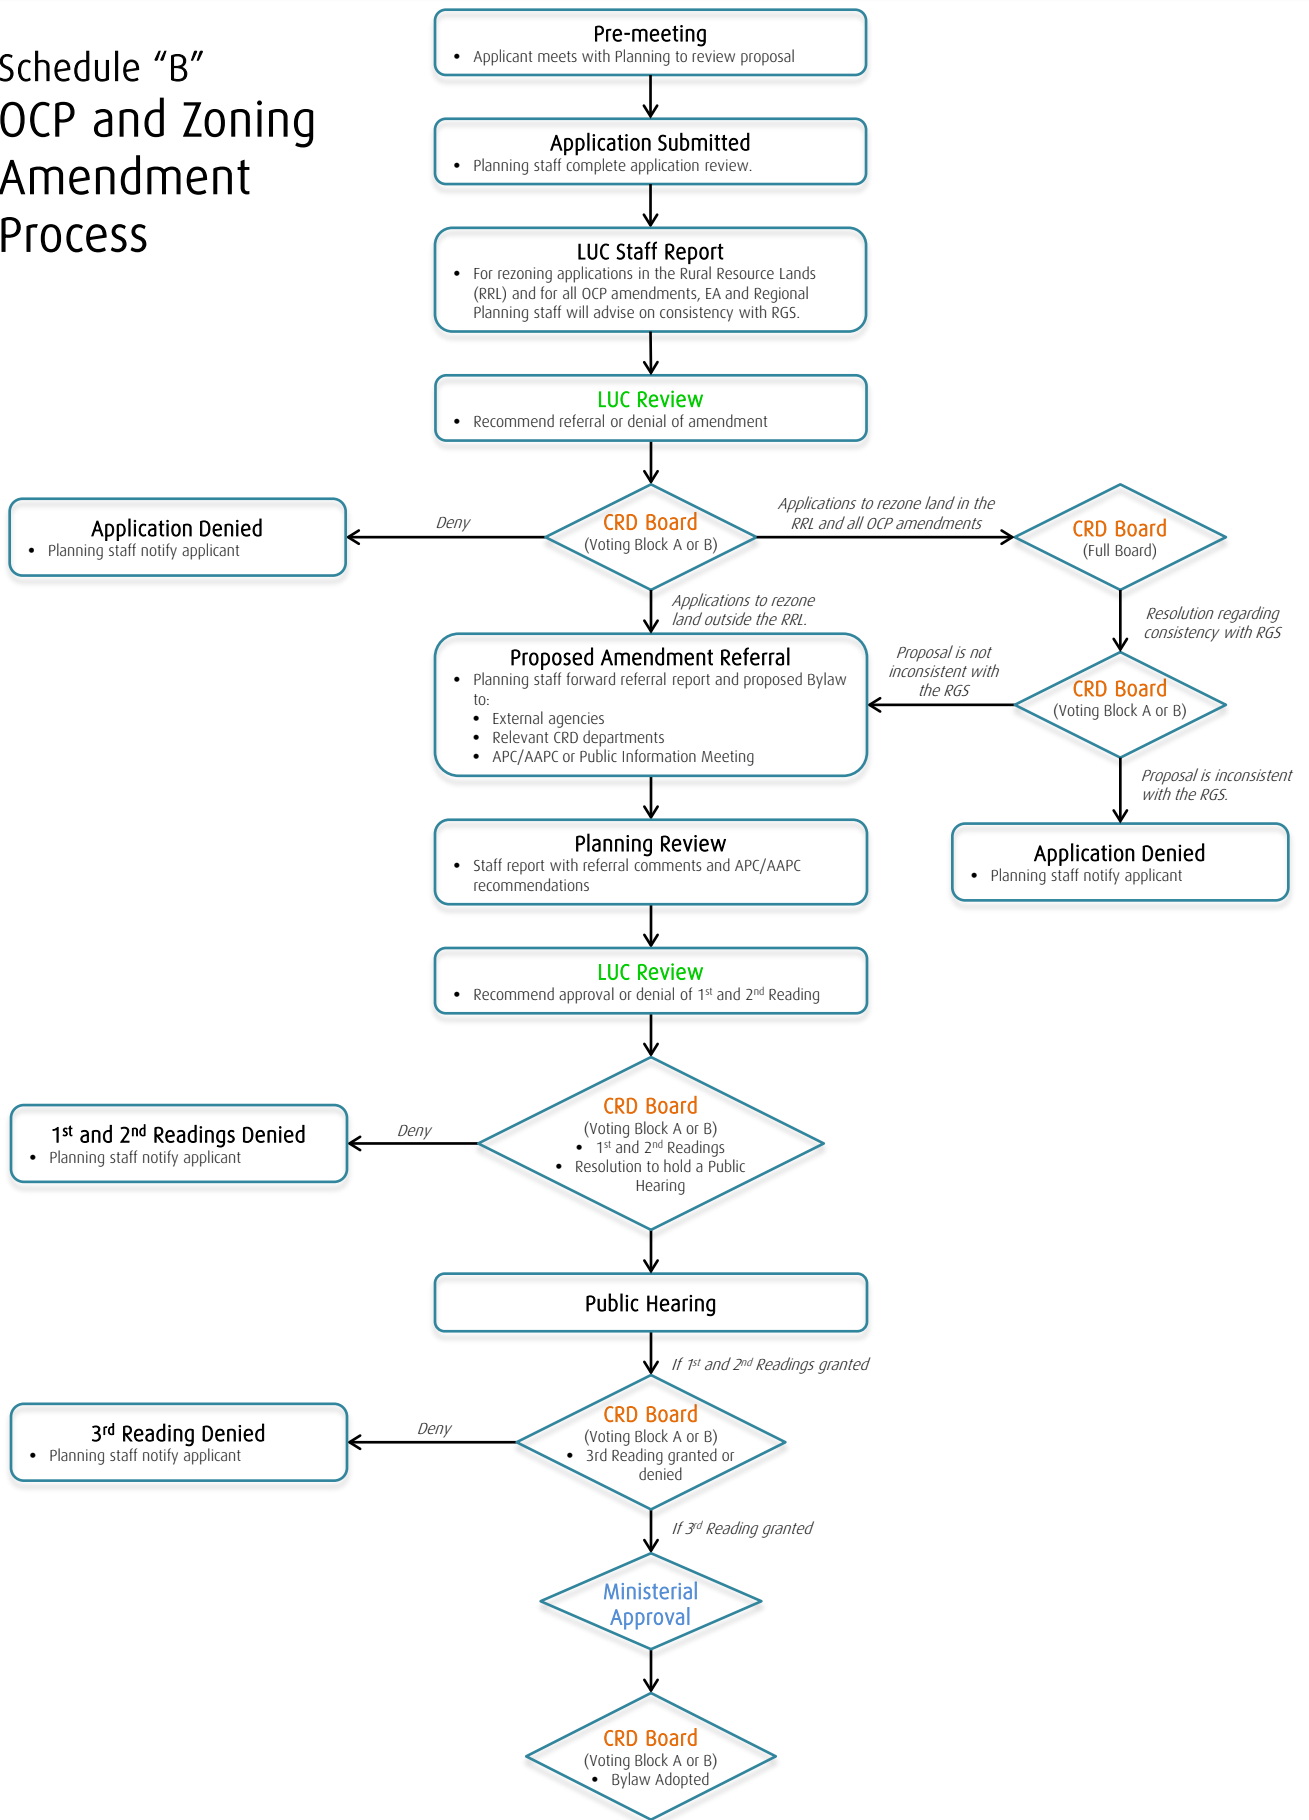 Schedule “B”
OCP and Zoning
Amendment
Process
Pre-meeting
• Applicant meets with Planning to review proposal
Application Submitted
• Planning staff complete application review.
LUC Staff Report
• For rezoning applications in the Rural Resource Lands
(RRL) and for all OCP amendments, EA and Regional
Planning staff will advise on consistency with RGS.
LUC Review
• Recommend referral or denial of amendment
Application Denied
• Planning staff notify applicant
Deny
CRD Board
(Voting Block A or B)
Applications to rezone land in the
RRL and all OCP amendments
CRD Board
(Full Board)
Applications to rezone
land outside the RRL.
Resolution regarding
consistency with RGS
Proposed Amendment Referral
• Planning staff forward referral report and proposed Bylaw
to:
• External agencies
• Relevant CRD departments
• APC/AAPC or Public Information Meeting
Proposal is not
inconsistent with
the RGS
CRD Board
(Voting Block A or B)
Proposal is inconsistent
with the RGS.
Planning Review
• Staff report with referral comments and APC/AAPC
recommendations
Application Denied
• Planning staff notify applicant
LUC Review
• Recommend approval or denial of 1st and 2nd Reading
1st and 2nd Readings Denied
• Planning staff notify applicant
Deny
CRD Board
(Voting Block A or B)
• 1st and 2nd Readings
• Resolution to hold a Public
Hearing
Public Hearing
If 1st and 2nd Readings granted
3rd Reading Denied
• Planning staff notify applicant
Deny
CRD Board
(Voting Block A or B)
• 3rd Reading granted or
denied
If 3rd Reading granted
Ministerial
Approval
CRD Board
(Voting Block A or B)
• Bylaw Adopted